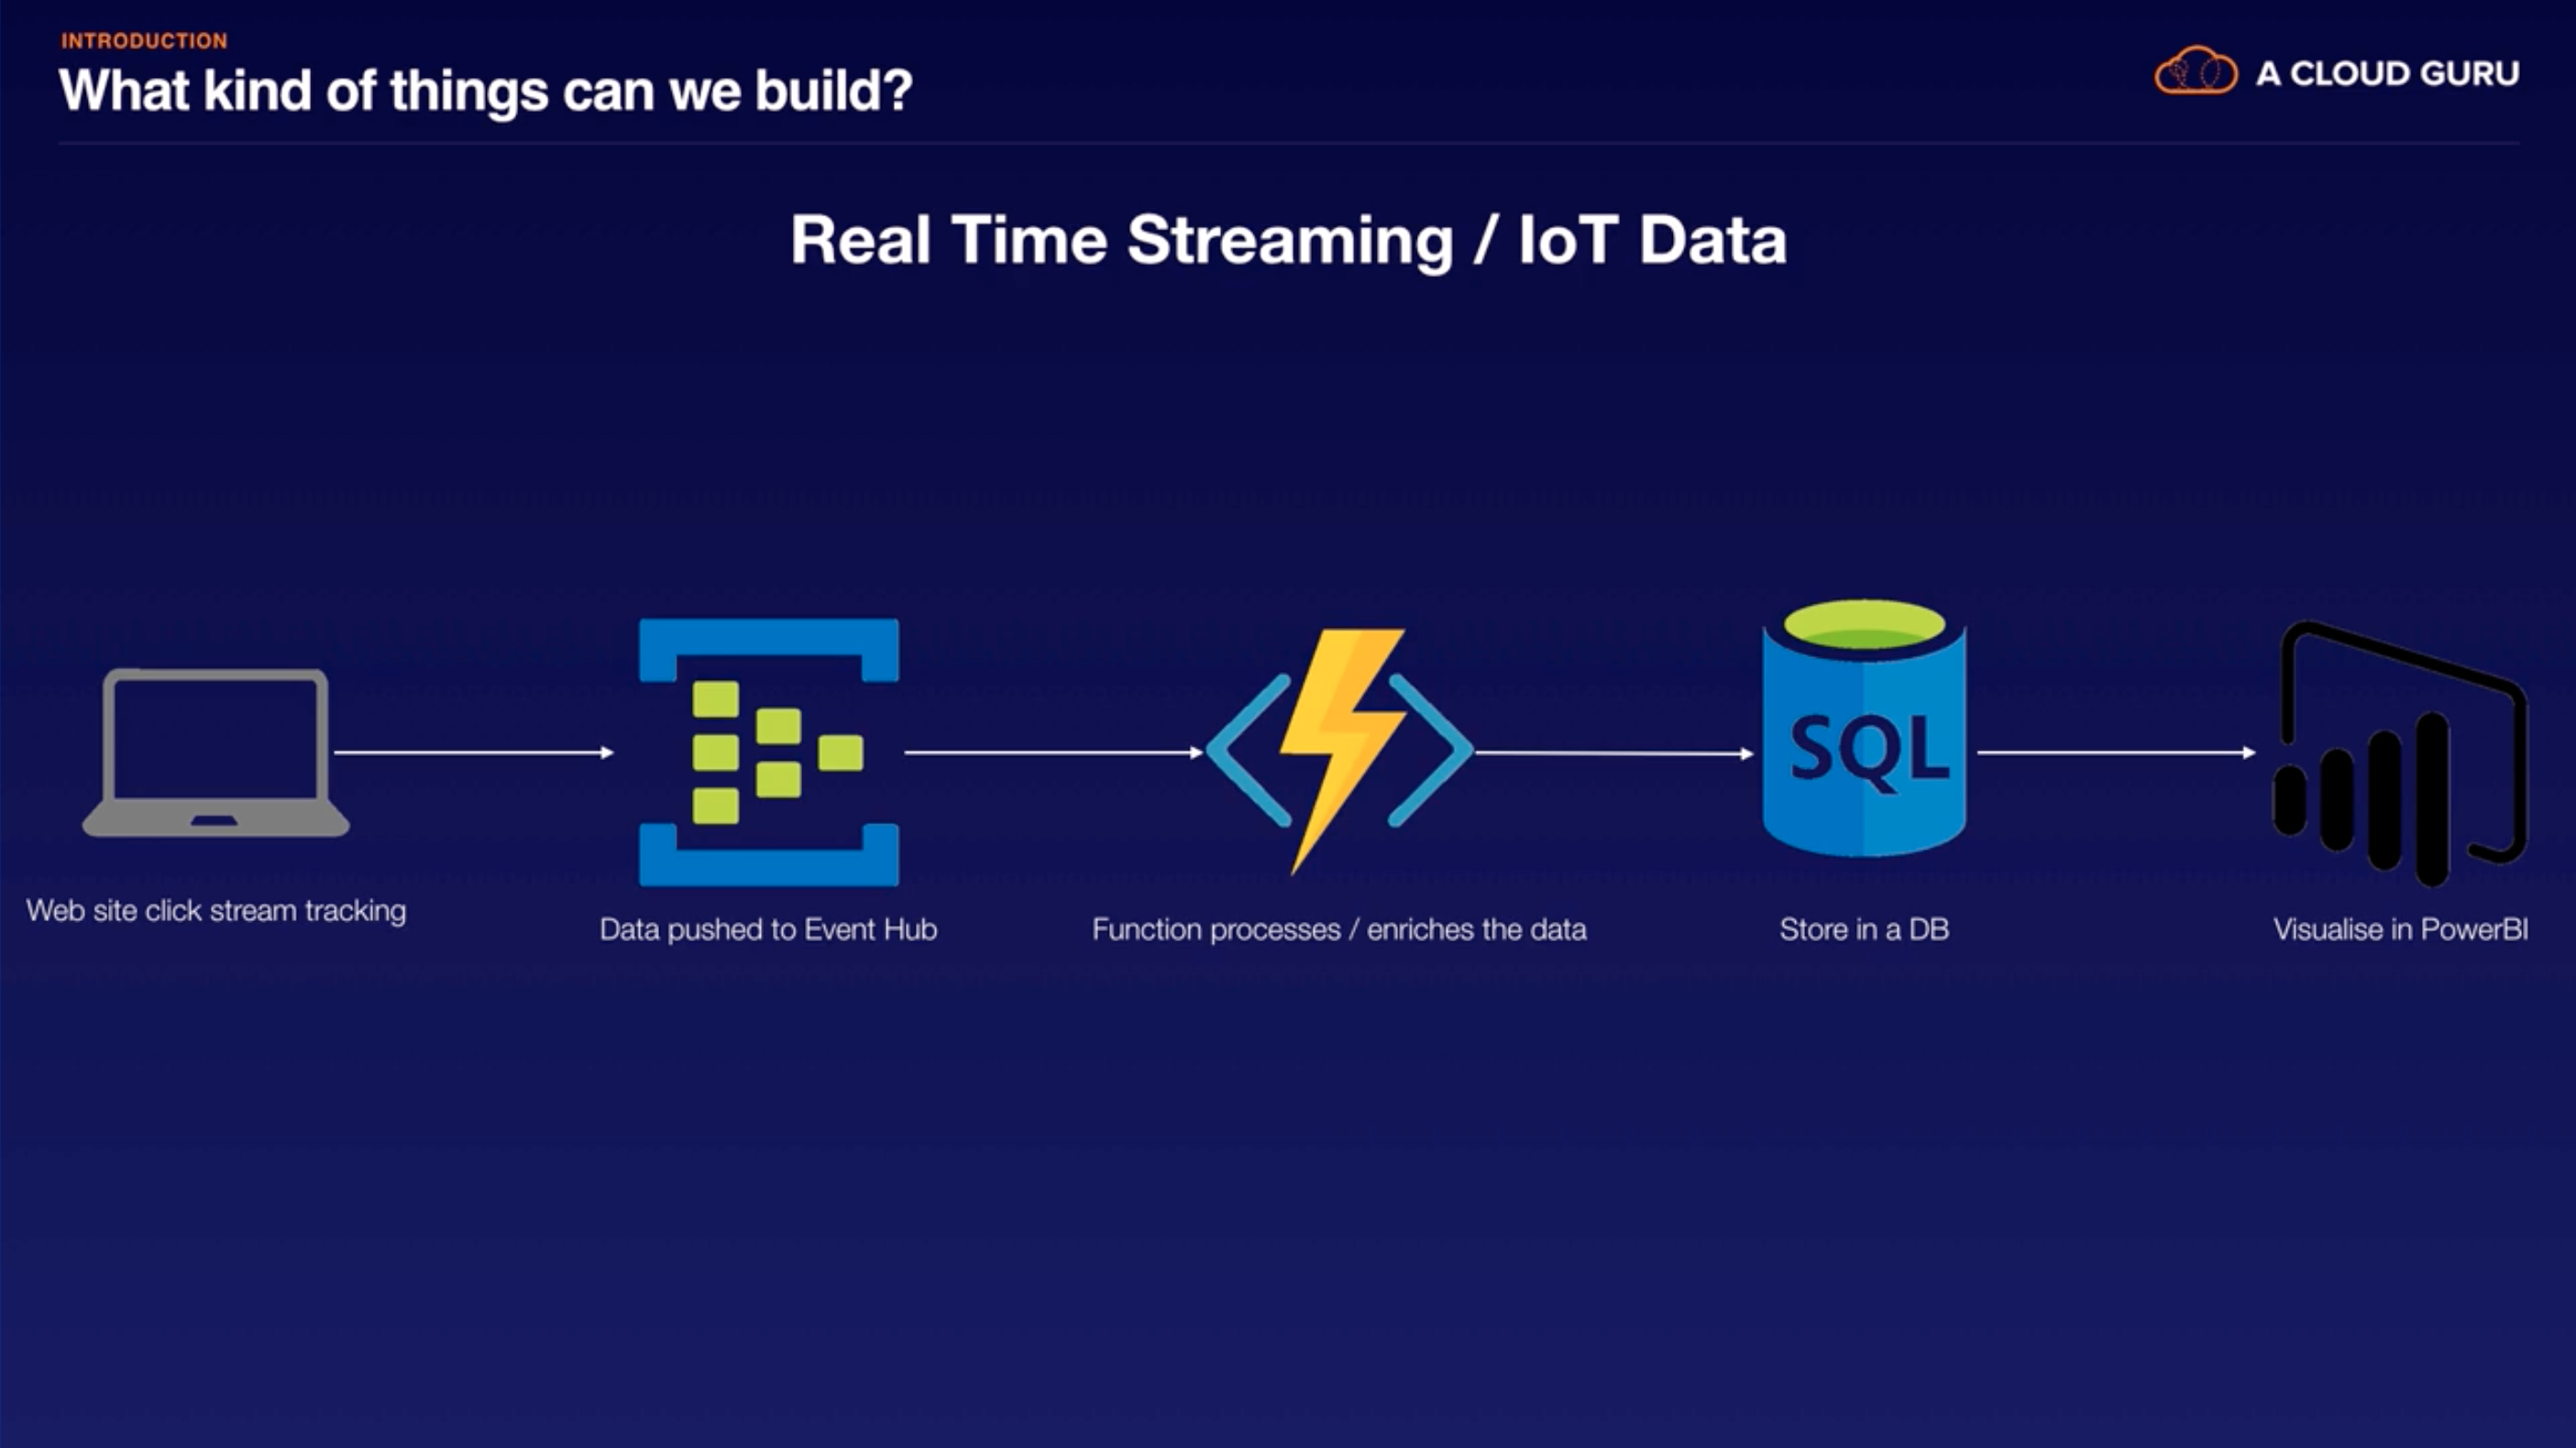 INTRODUCTION
What kind of things can we build?
A CLOUD GURU
Real Time Streaming / IoT Data
SQL
Web site click stream tracking
Data pushed to Event Hub
Function processes / enriches the data
Store in a DB
Visualise in PowerBI